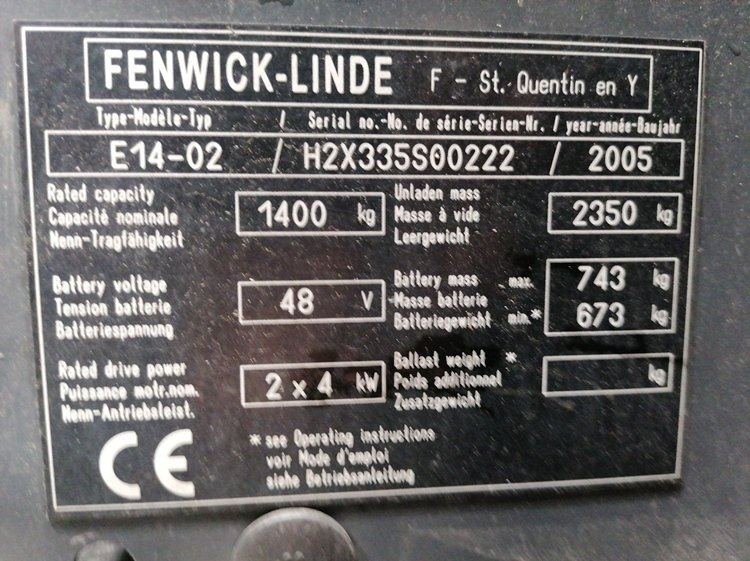 FENWICK-LINDE F - St. Quentin en Y
Type-Modèle-Typ / Serial no.-No. de série-Serien-Nr. / year-année-Baujahr
E14-02 / H2X335S00222 / 2005
Rated capacity
Capacité nominale 1400 kg
Nenn-Tragfähigkeit
Unladen mass
Masse à vide 2350 kg
Leergewicht
Battery voltage
Tension batterie 48 V
Batteriespannung
Battery mass max. 743 kg
Masse batterie
Batteriegewicht min.* 673 kg
Rated drive power
Puissance motr.nom. 2 x 4 kW
Nenn-Antriebsleist.
Ballast weight *
Poids additionnel kg
Zusatzgewicht
CE
* see Operating instructions
voir Mode d'emploi
siehe Betriebsanleitung